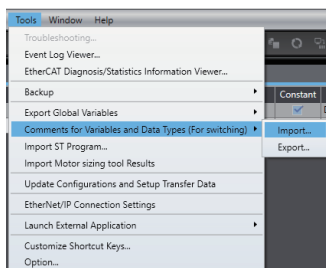 Tools Window Help
Troubleshooting...
Event Log Viewer...
EtherCAT Diagnosis/Statistics Information Viewer...
Backup
Constant
Export Global Variables
Comments for Variables and Data Types (For switching) Import...
Import ST Program... Export...
Import Motor sizing tool Results
Update Configurations and Setup Transfer Data
EtherNet/IP Connection Settings
Launch External Application
Customize Shortcut Keys...
Option...